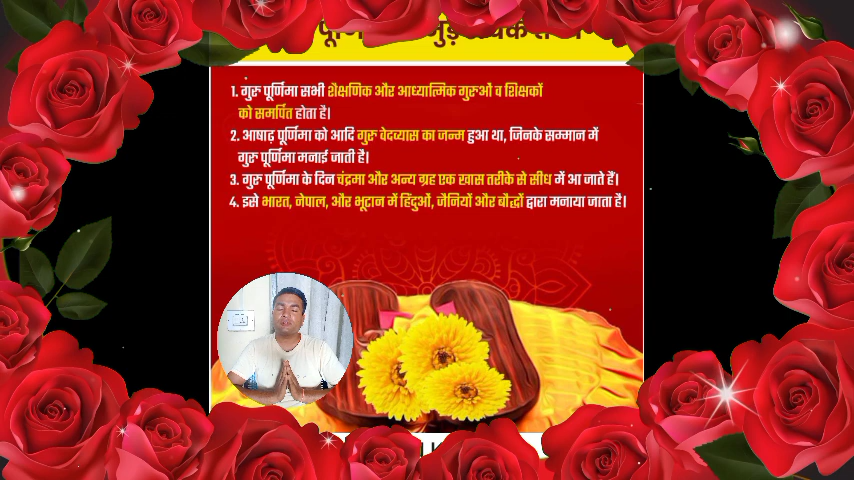 1. गुरु पूर्णिमा सभी शैक्षणिक और आध्यात्मिक गुरुओं व शिक्षकों
को समर्पित होता है।
2. आषाढ़ पूर्णिमा को आदि गुरु वेदव्यास का जन्म हुआ था, जिनके सम्मान में
गुरु पूर्णिमा मनाई जाती है।
3. गुरु पूर्णिमा के दिन चंद्रमा और अन्य ग्रह एक खास तरीके से सीध में आ जाते हैं।
4. इसे भारत, नेपाल, और भूटान में हिंदुओं, जैनियों और बौद्धों द्वारा मनाया जाता है।